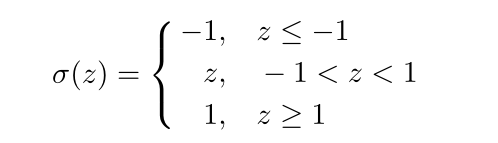 σ(z) = { −1, z ≤ −1
z, − 1 < z < 1
1, z ≥ 1